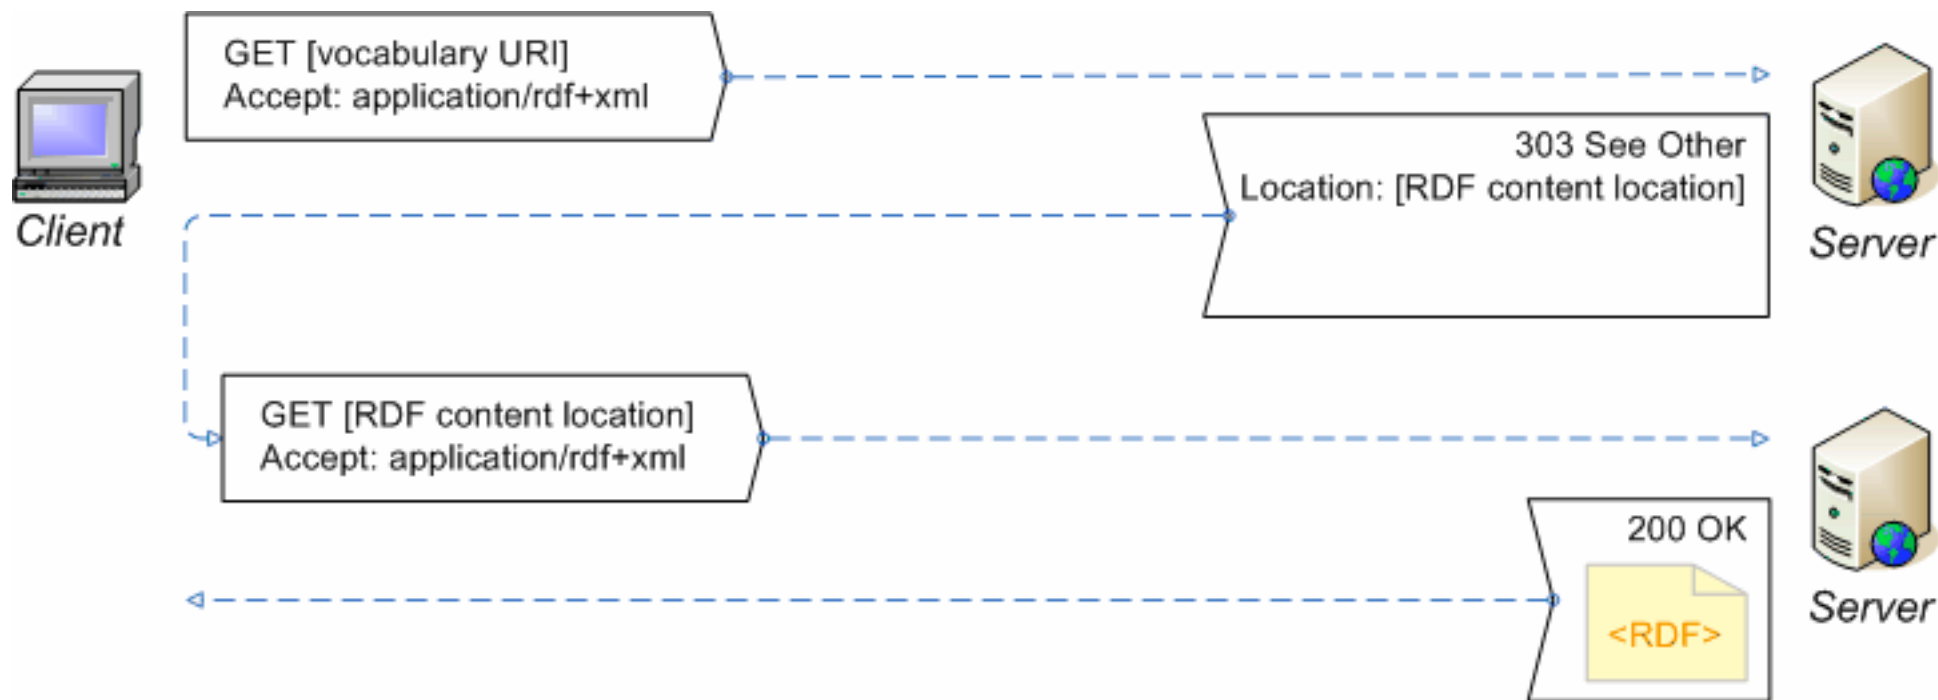 GET [vocabulary URI]
Accept: application/rdf+xml
Client
303 See Other
Location: [RDF content location]
Server
GET [RDF content location]
Accept: application/rdf+xml
200 OK
<RDF>
Server